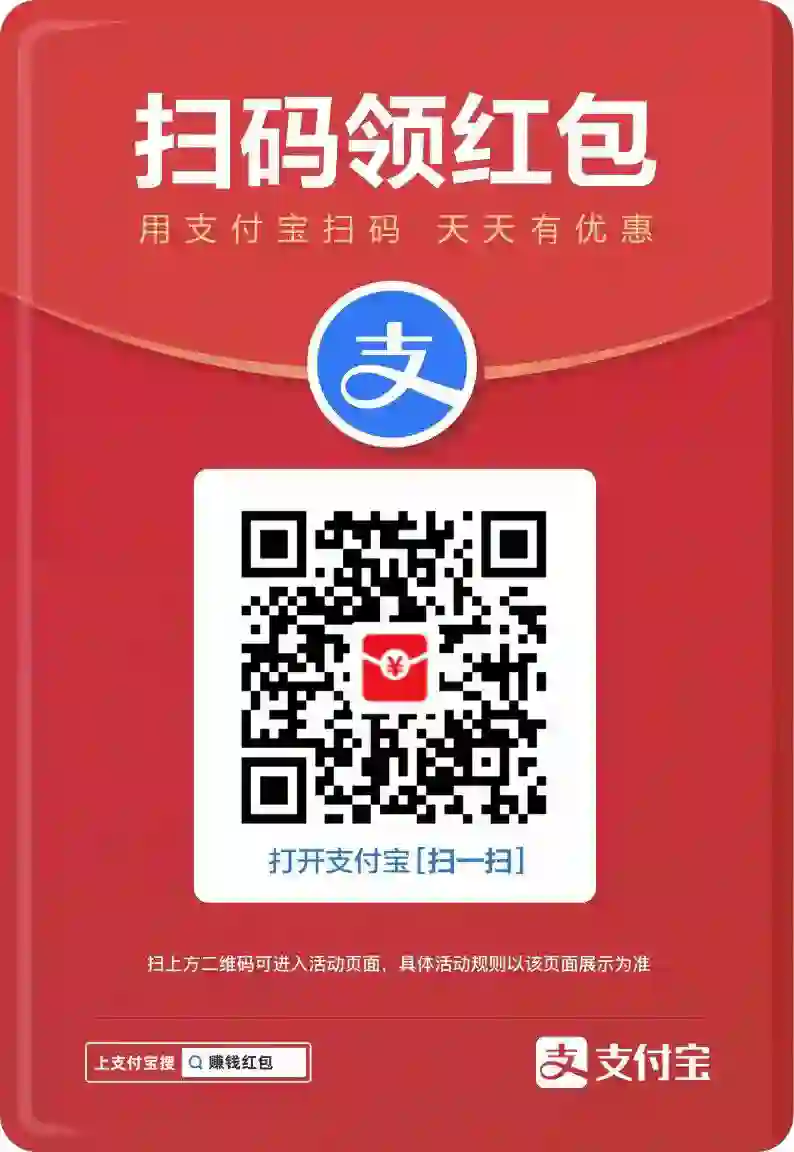 扫码领红包
用支付宝扫码 天天有优惠
支
¥
打开支付宝[扫一扫]
扫上方二维码可进入活动页面，具体活动规则以该页面展示为准
上支付宝搜 赚钱红包
支 支付宝